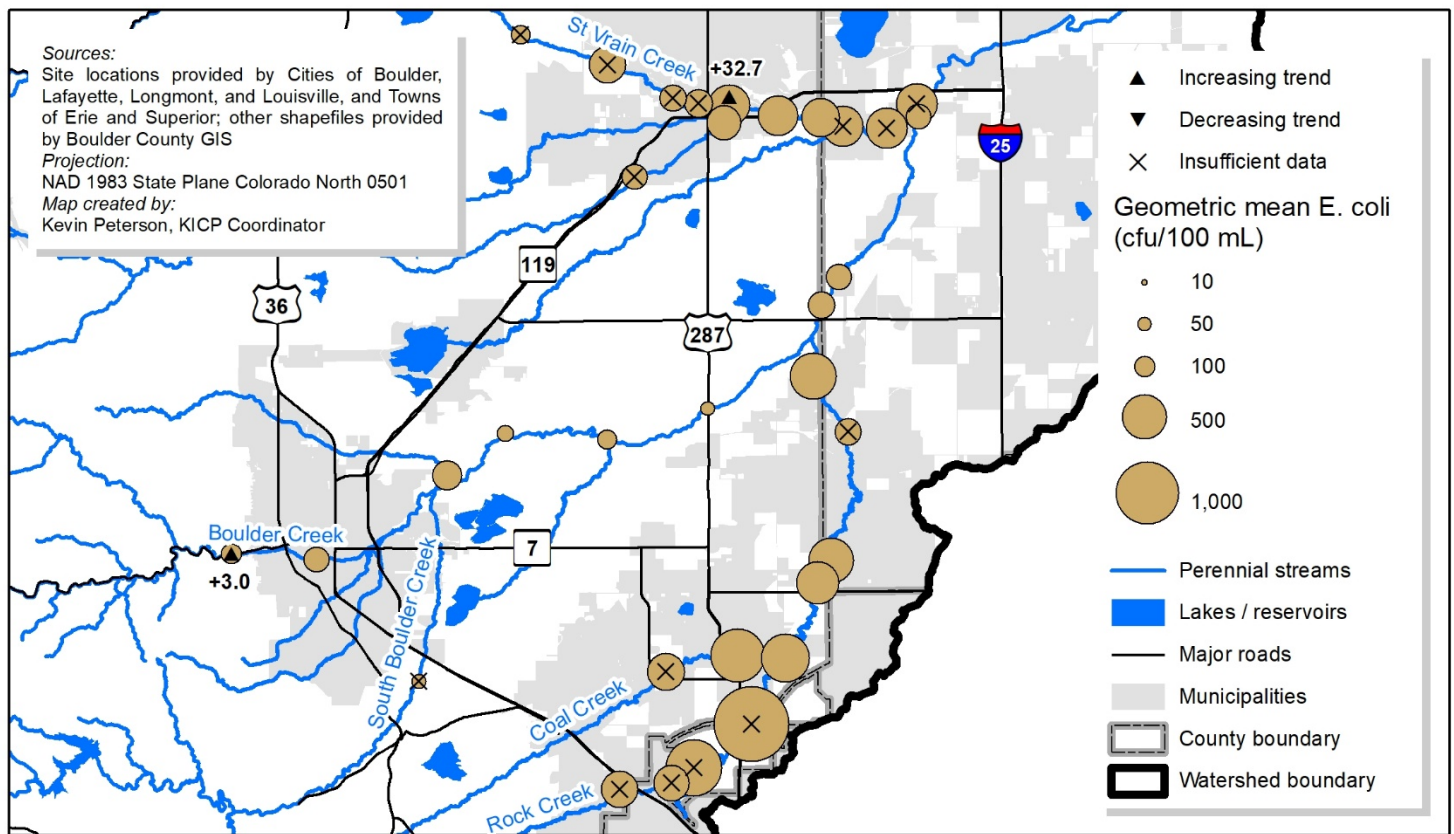 Sources:
Site locations provided by Cities of Boulder,
Lafayette, Longmont, and Louisville, and Towns
of Erie and Superior; other shapefiles provided
by Boulder County GIS
Projection:
NAD 1983 State Plane Colorado North 0501
Map created by:
Kevin Peterson, KICP Coordinator
St Vrain Creek
+32.7
25
119
36
287
Boulder Creek
+3.0
7
South Boulder Creek
Coal Creek
Rock Creek
Increasing trend
Decreasing trend
Insufficient data
Geometric mean E. coli
(cfu/100 mL)
10
50
100
500
1,000
Perennial streams
Lakes / reservoirs
Major roads
Municipalities
County boundary
Watershed boundary